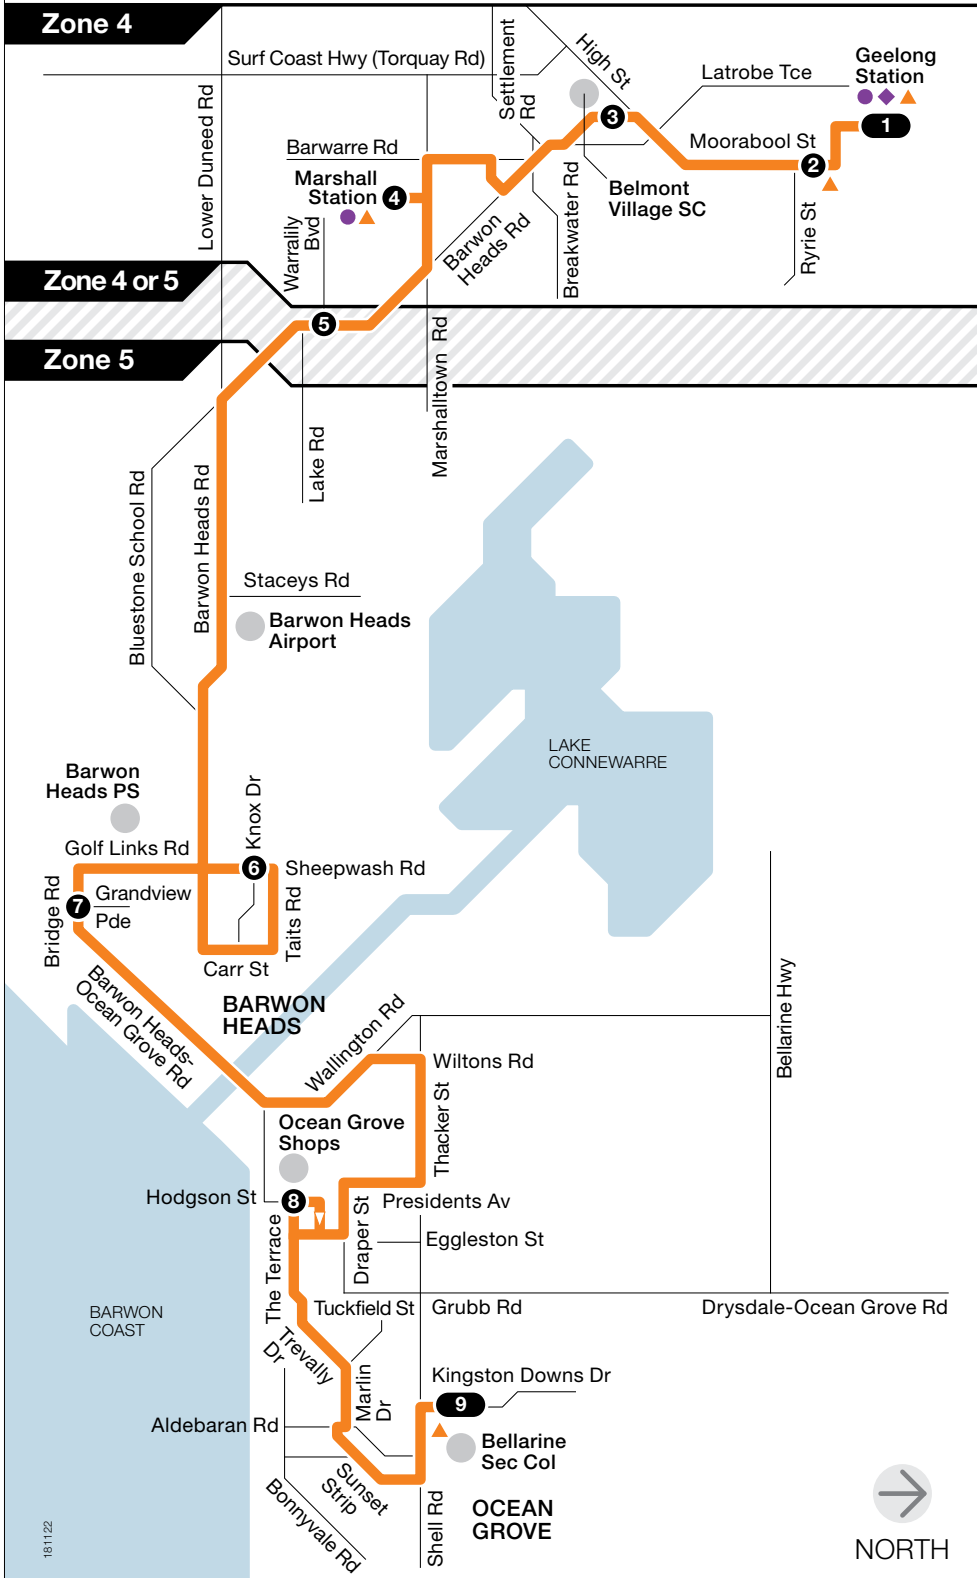 Zone 4
Surf Coast Hwy (Torquay Rd)
Settlement
Rd
High St
Latrobe Tce
Geelong
Station
1
Lower Duneed Rd
Barwarre Rd
3
Moorabool St
2
Marshall
Station
4
Belmont
Village SC
Ryrie St
Breakwater Rd
Barwon
Heads Rd
Warralily
Bvd
Zone 4 or 5
5
Marshalltown Rd
Zone 5
Lake Rd
Bluestone School Rd
Barwon Heads Rd
Staceys Rd
Barwon Heads
Airport
LAKE
CONNEWARRE
Barwon
Heads PS
Knox Dr
Golf Links Rd
6
Sheepwash Rd
Bridge Rd
7
Grandview
Pde
Taits Rd
Carr St
BARWON
HEADS
Barwon Heads-
Ocean Grove Rd
Wallington Rd
Bellarine Hwy
Wiltons Rd
Thacker St
Ocean Grove
Shops
Hodgson St
8
Presidents Av
Draper St
Eggleston St
The Terrace
BARWON
COAST
Tuckfield St
Grubb Rd
Drysdale-Ocean Grove Rd
Trevally
Dr
Marlin
Dr
Kingston Downs Dr
9
Aldebaran Rd
Bellarine
Sec Col
Sunset
Strip
Bonnyvale Rd
Shell Rd
OCEAN
GROVE
NORTH
181122